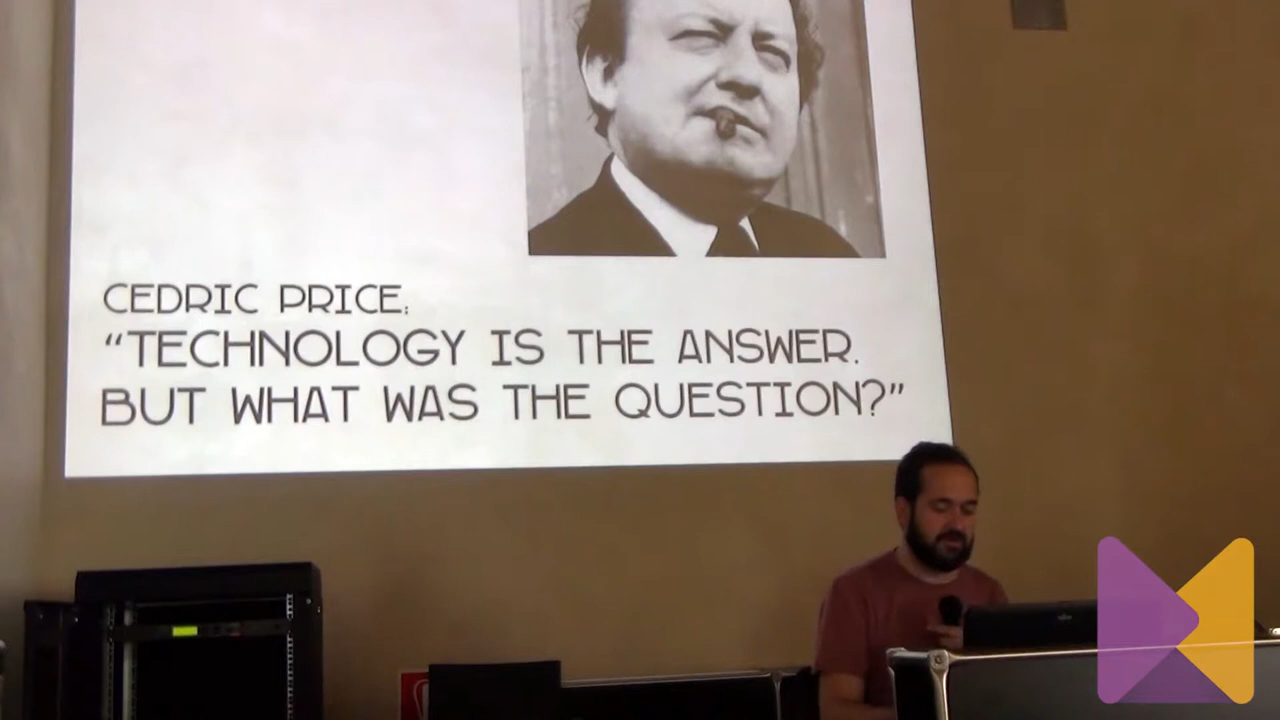 CEDRIC PRICE:
“TECHNOLOGY IS THE ANSWER.
BUT WHAT WAS THE QUESTION?”